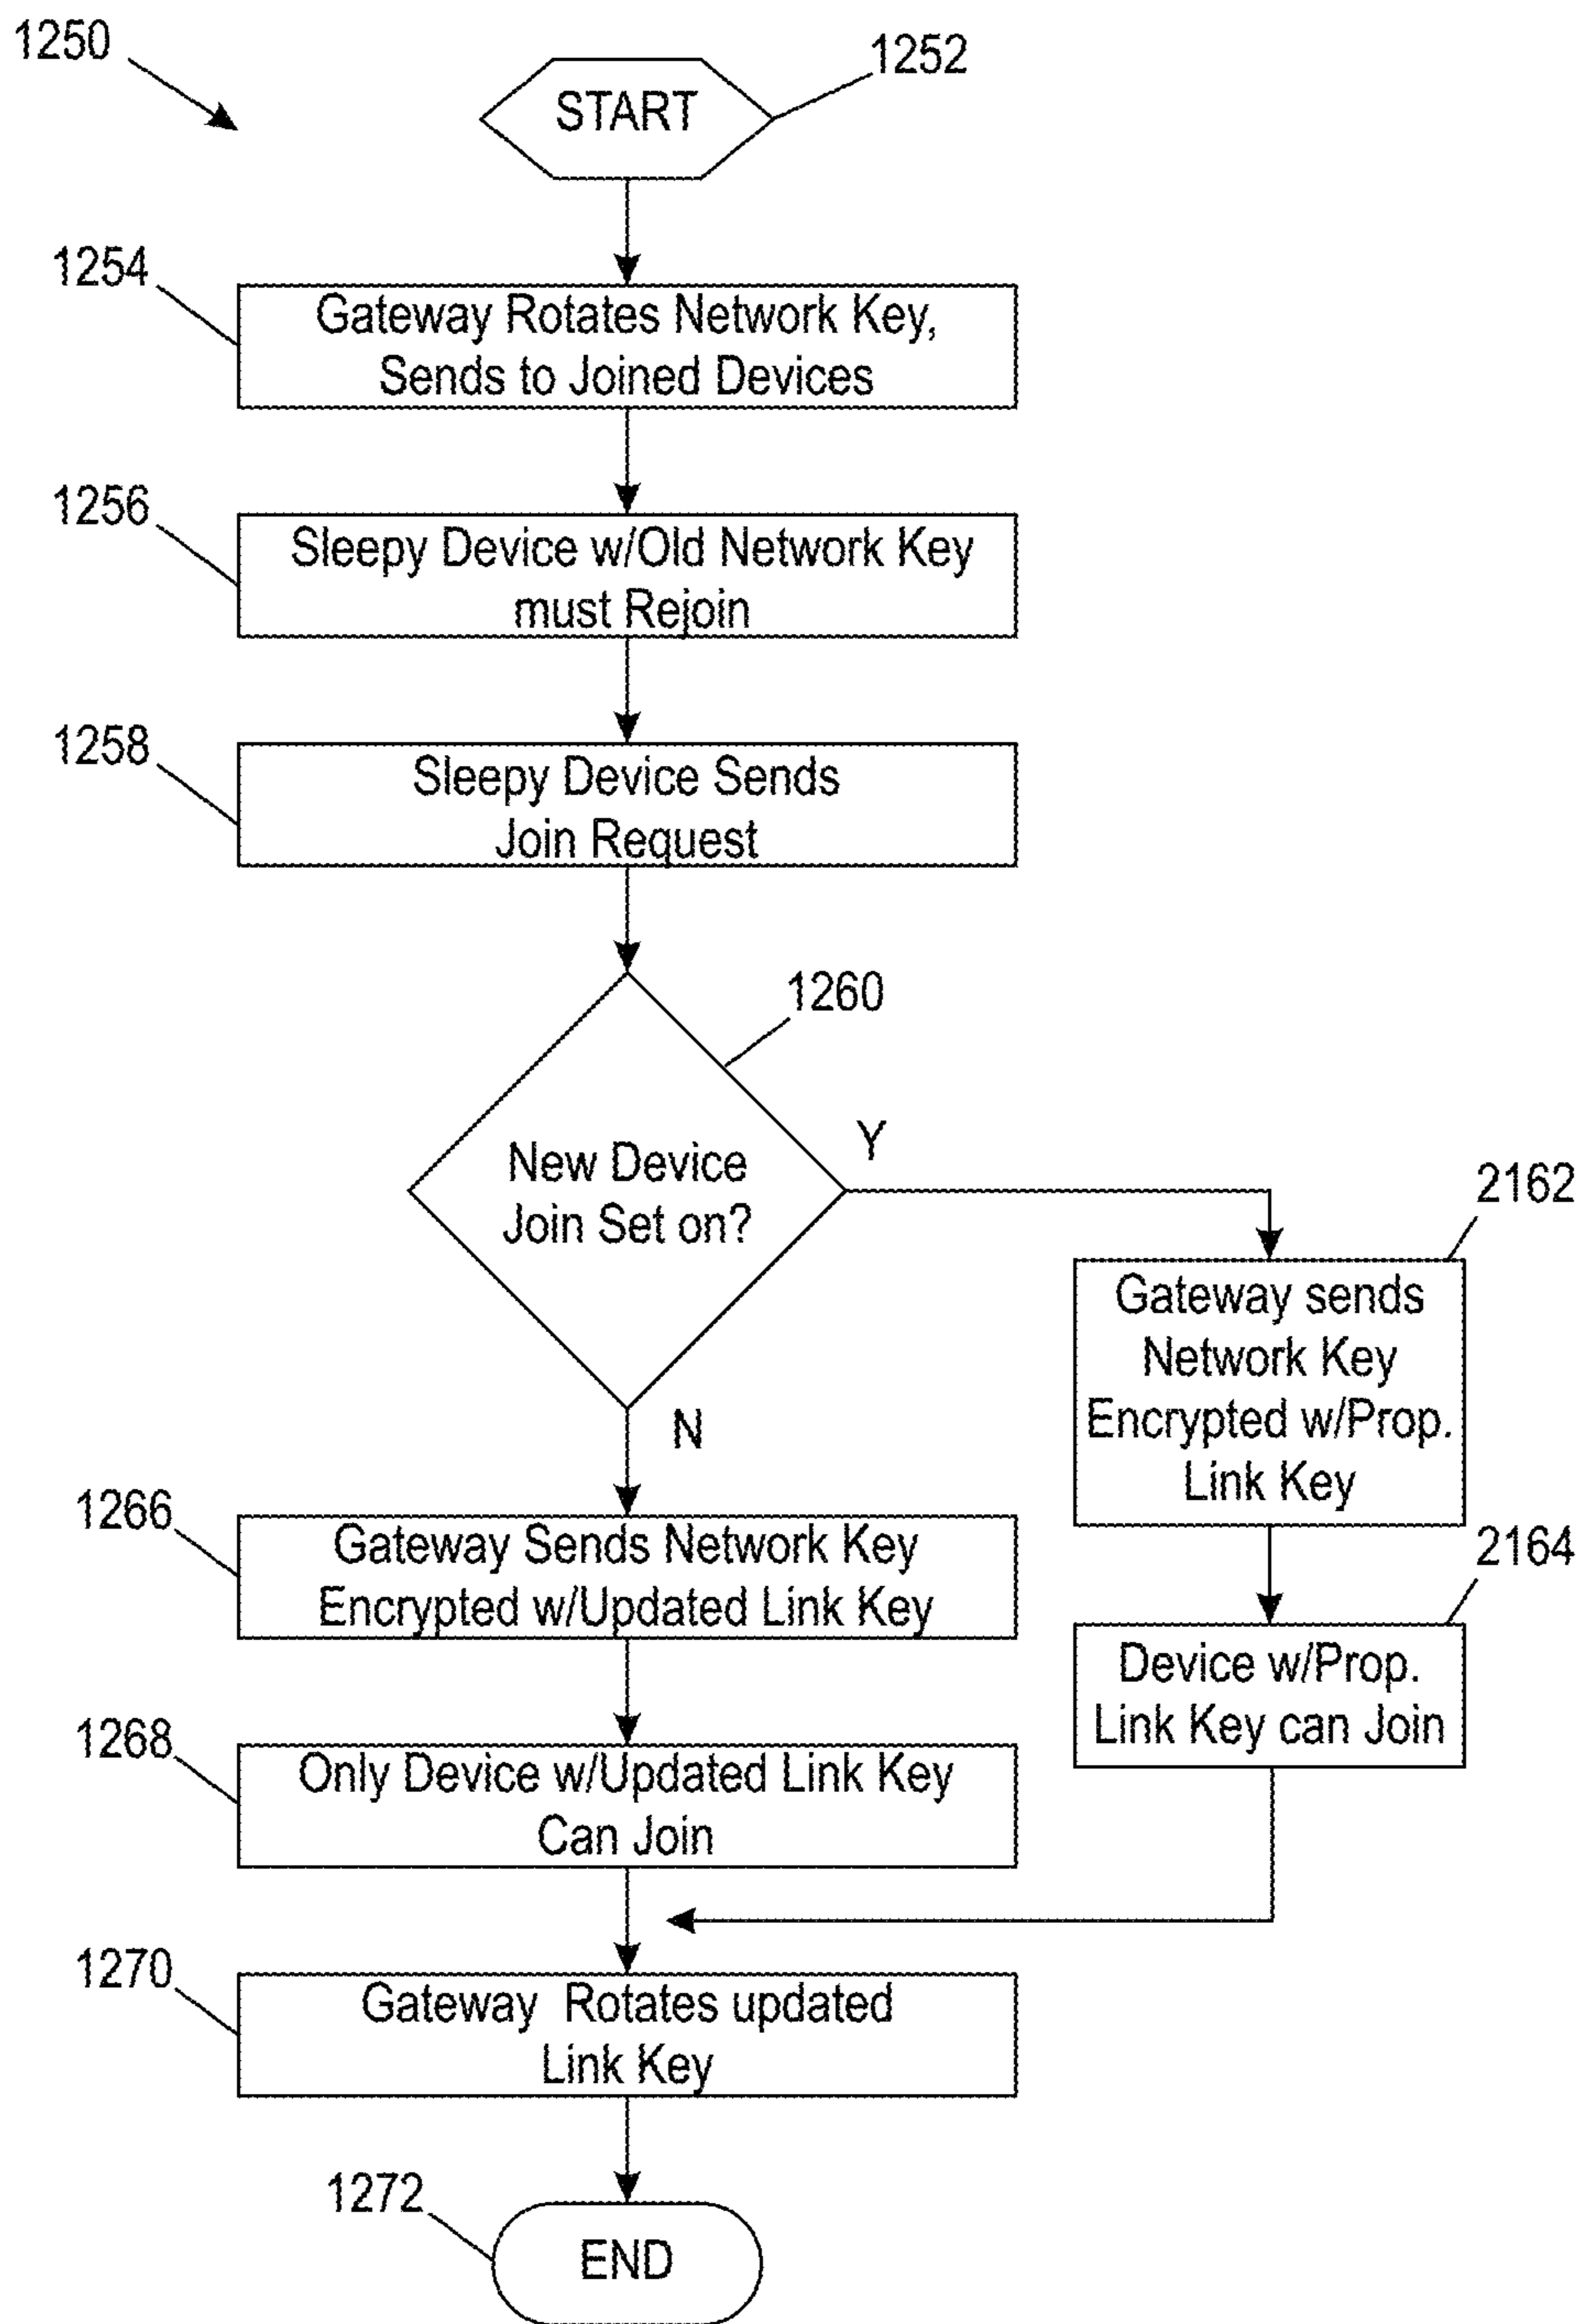 1250
START
1252
1254
Gateway Rotates Network Key,
Sends to Joined Devices
1256
Sleepy Device w/Old Network Key
must Rejoin
1258
Sleepy Device Sends
Join Request
1260
New Device
Join Set on?
Y
N
2162
Gateway sends
Network Key
Encrypted w/Prop.
Link Key
2164
Device w/Prop.
Link Key can Join
1266
Gateway Sends Network Key
Encrypted w/Updated Link Key
1268
Only Device w/Updated Link Key
Can Join
1270
Gateway Rotates updated
Link Key
1272
END